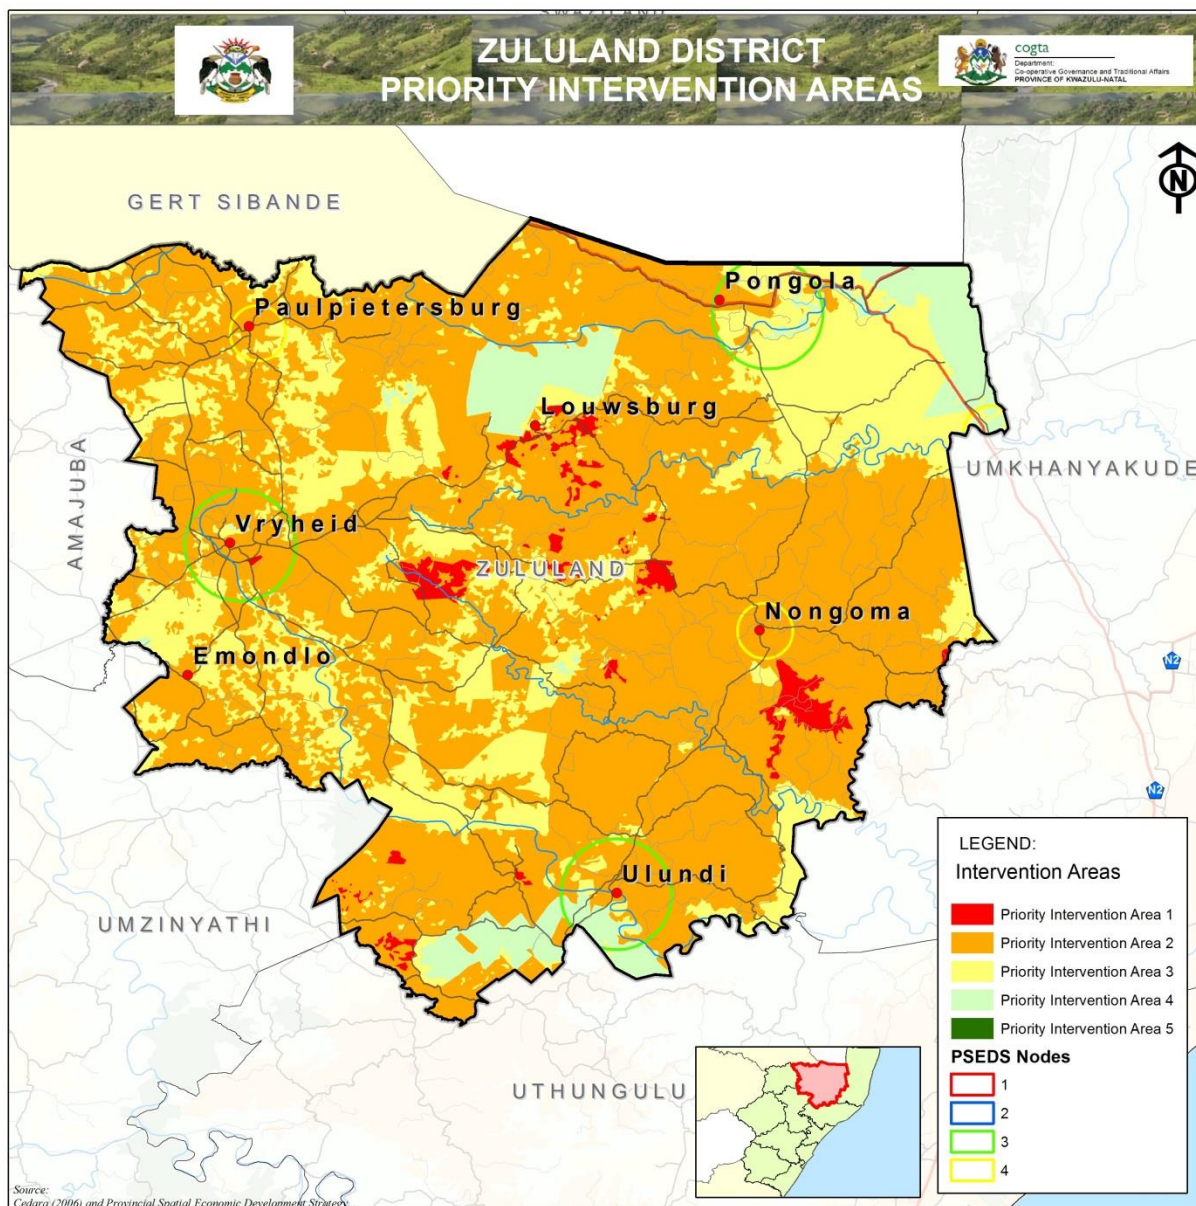 SWAZILAND
ZULULAND DISTRICT
PRIORITY INTERVENTION AREAS
cogta
Department:
Co-operative Governance and Traditional Affairs
PROVINCE OF KWAZULU-NATAL
N
GERT SIBANDE
Pongola
Paulpietersburg
Louwsburg
AMAJUBA
UMKHANYAKUDE
Vryheid
ZULULAND
Nongoma
Emondlo
N2
N2
Ulundi
UMZINYATHI
UTHUNGULU
LEGEND:
Intervention Areas
Priority Intervention Area 1
Priority Intervention Area 2
Priority Intervention Area 3
Priority Intervention Area 4
Priority Intervention Area 5
PSEDS Nodes
1
2
3
4
Source:
Cedara (2006) and Provincial Spatial Economic Development Strategy